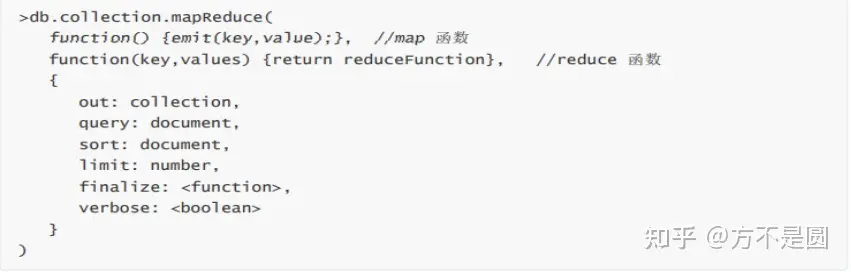 >db.collection.mapReduce(
   function() {emit(key,value);},  //map 函数
   function(key,values) {return reduceFunction},   //reduce 函数
   {
      out: collection,
      query: document,
      sort: document,
      limit: number,
      finalize: <function>,
      verbose: <boolean>
   }
)
知乎 @方不是圆